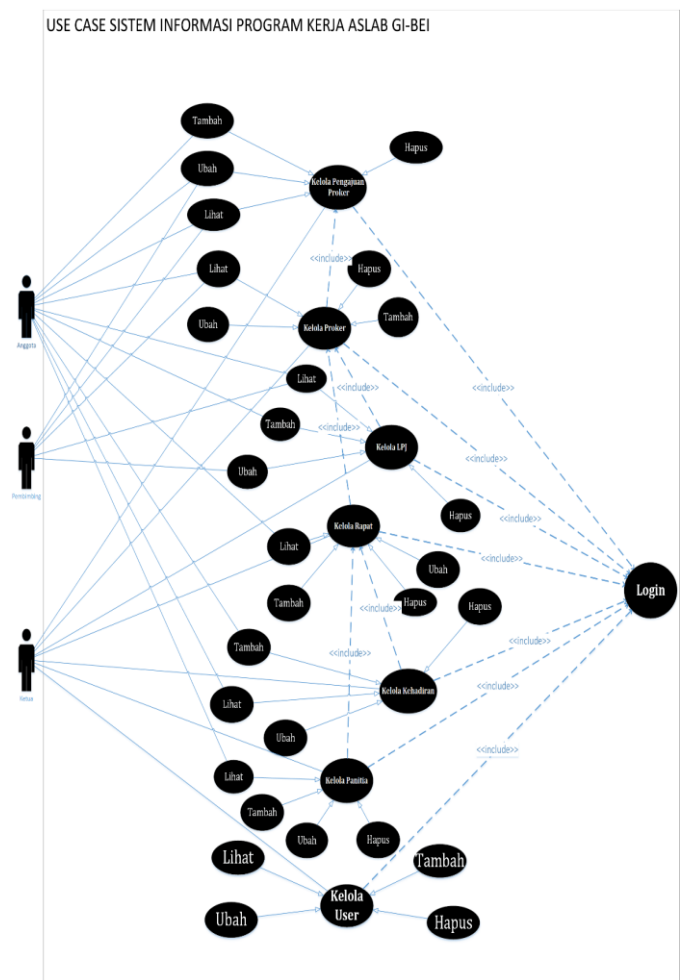 USE CASE SISTEM INFORMASI PROGRAM KERJA ASLAB GI-BEI
Tambah
Hapus
Ubah
Kelola Pengajuan
Proker
Lihat
<<include>>
Lihat
Hapus
Anggota
Ubah
Kelola Proker
Tambah
Lihat
<<include>>
<<include>>
Tambah
<<include>>
Kelola LPJ
<<include>>
Ubah
Pembimbing
Hapus
Kelola Rapat
<<include>>
Lihat
<<include>>
Ubah
Login
Tambah
Hapus
Hapus
<<include>>
Tambah
<<include>>
<<include>>
Ketua
Kelola Kehadiran
<<include>>
Lihat
Ubah
<<include>>
Lihat
Kelola Panitia
Tambah
Ubah
Hapus
Lihat
Tambah
Kelola
User
Ubah
Hapus